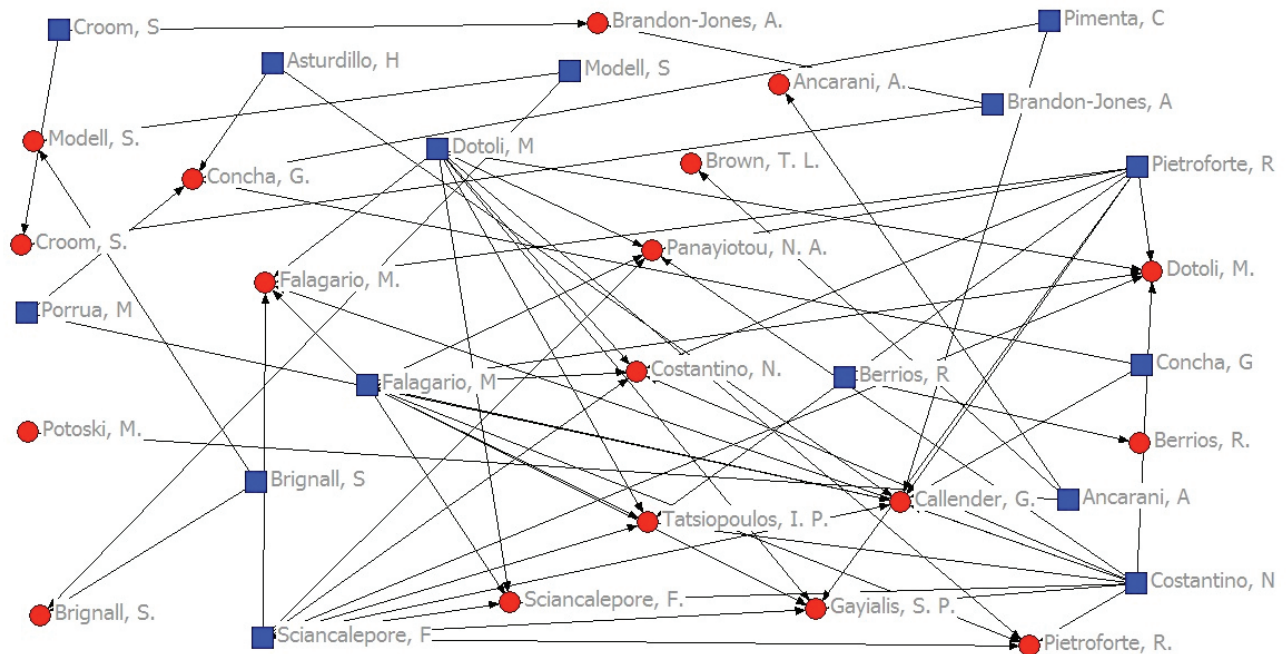 Croom, S
Brandon-Jones, A.
Pimenta, C
Asturdillo, H
Modell, S
Ancarani, A.
Brandon-Jones, A
Modell, S.
Dotoli, M
Brown, T. L.
Pietroforte, R
Concha, G.
Croom, S.
Panayiotou, N. A.
Dotoli, M.
Falagario, M.
Porrua, M
Costantino, N.
Concha, G
Falagario, M
Berrios, R
Potoski, M.
Berrios, R.
Brignall, S
Callender, G.
Ancarani, A
Tatsiopoulos, I. P.
Costantino, N
Brignall, S.
Sciancalepore, F.
Gayialis, S. P.
Sciancalepore, F
Pietroforte, R.